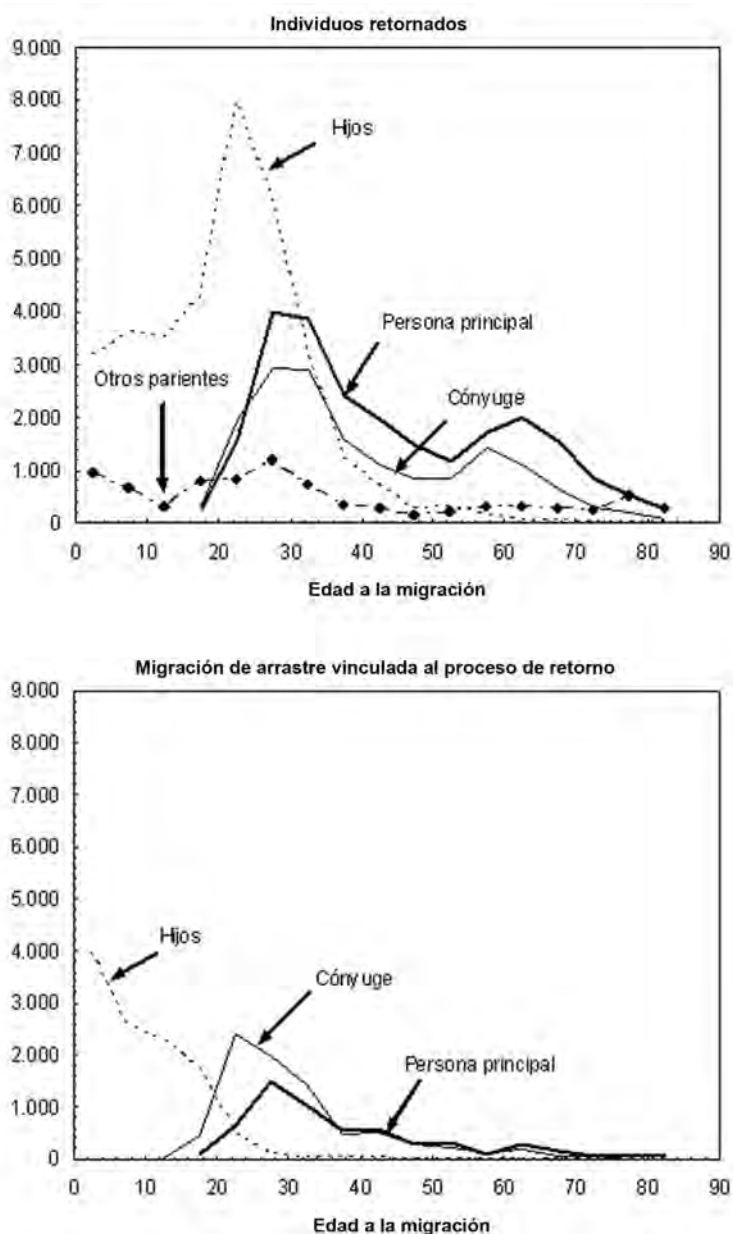 Individuos retornados
9.000
8.000
7.000
6.000
5.000
4.000
3.000
2.000
1.000
0
Hijos
Persona principal
Otros parientes
Cónyuge
0 10 20 30 40 50 60 70 80 90
Edad a la migración
Migración de arrastre vinculada al proceso de retorno
9.000
8.000
7.000
6.000
5.000
4.000
3.000
2.000
1.000
0
Hijos
Cónyuge
Persona principal
0 10 20 30 40 50 60 70 80 90
Edad a la migración